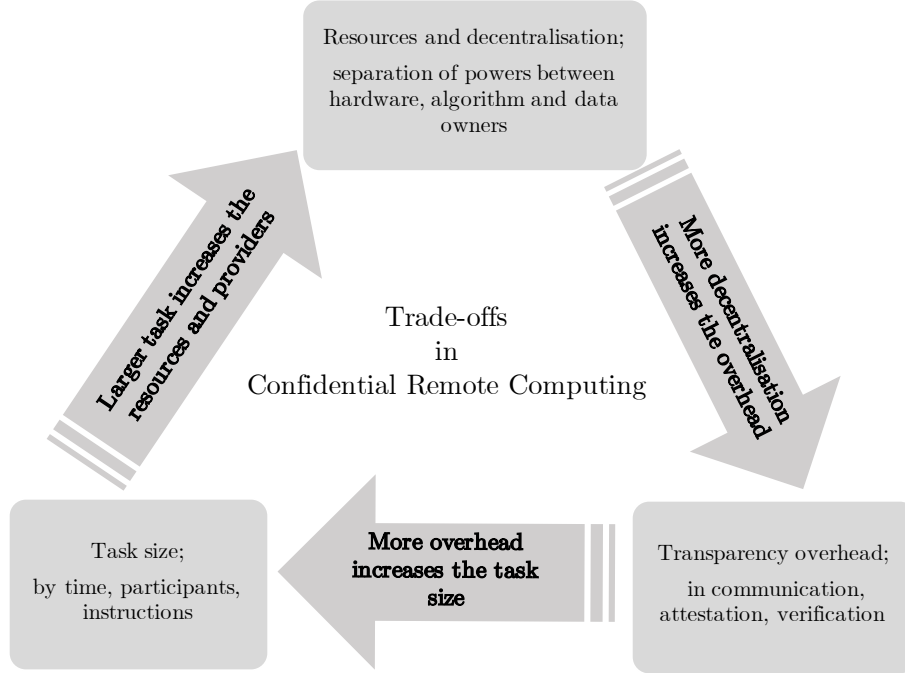 Resources and decentralisation;
separation of powers between
hardware, algorithm and data
owners
Larger task increases the
resources and providers
More decentralisation
increases the overhead
Trade-offs
in
Confidential Remote Computing
Task size;
by time, participants,
instructions
More overhead
increases the task
size
Transparency overhead;
in communication,
attestation, verification